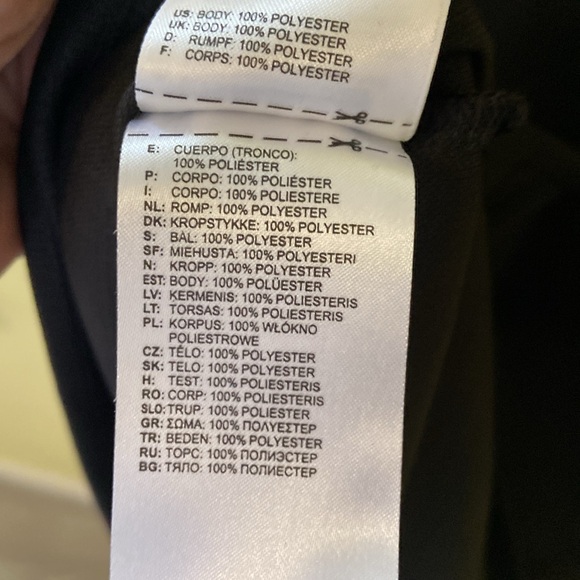 US: BODY: 100% POLYESTER
UK: BODY: 100% POLYESTER
D: RUMPF: 100% POLYESTER
F: CORPS: 100% POLYESTER
E: CUERPO (TRONCO):
100% POLIÉSTER
P: CORPO: 100% POLIÉSTER
I: CORPO: 100% POLIESTERE
NL: ROMP: 100% POLYESTER
DK: KROPSTYKKE: 100% POLYESTER
S: BÅL: 100% POLYESTER
SF: MIEHUSTA: 100% POLYESTERI
N: KROPP: 100% POLYESTER
EST: BODY: 100% POLÜESTER
LV: ĶERMENIS: 100% POLIESTERIS
LT: TORSAS: 100% POLIESTERIS
PL: KORPUS: 100% WŁÓKNO
POLIESTROWE
CZ: TĚLO: 100% POLYESTER
SK: TELO: 100% POLYESTER
H: TEST: 100% POLIESTERIS
RO: CORP: 100% POLIESTERIS
SLO: TRUP: 100% POLIESTER
GR: ΣΩΜΑ: 100% ΠΟΛΥΕΣΤΕΡ
TR: BEDEN: 100% POLYESTER
RU: ТОРС: 100% ПОЛИЭСТЕР
BG: ТЯЛО: 100% ПОЛИЕСТЕР